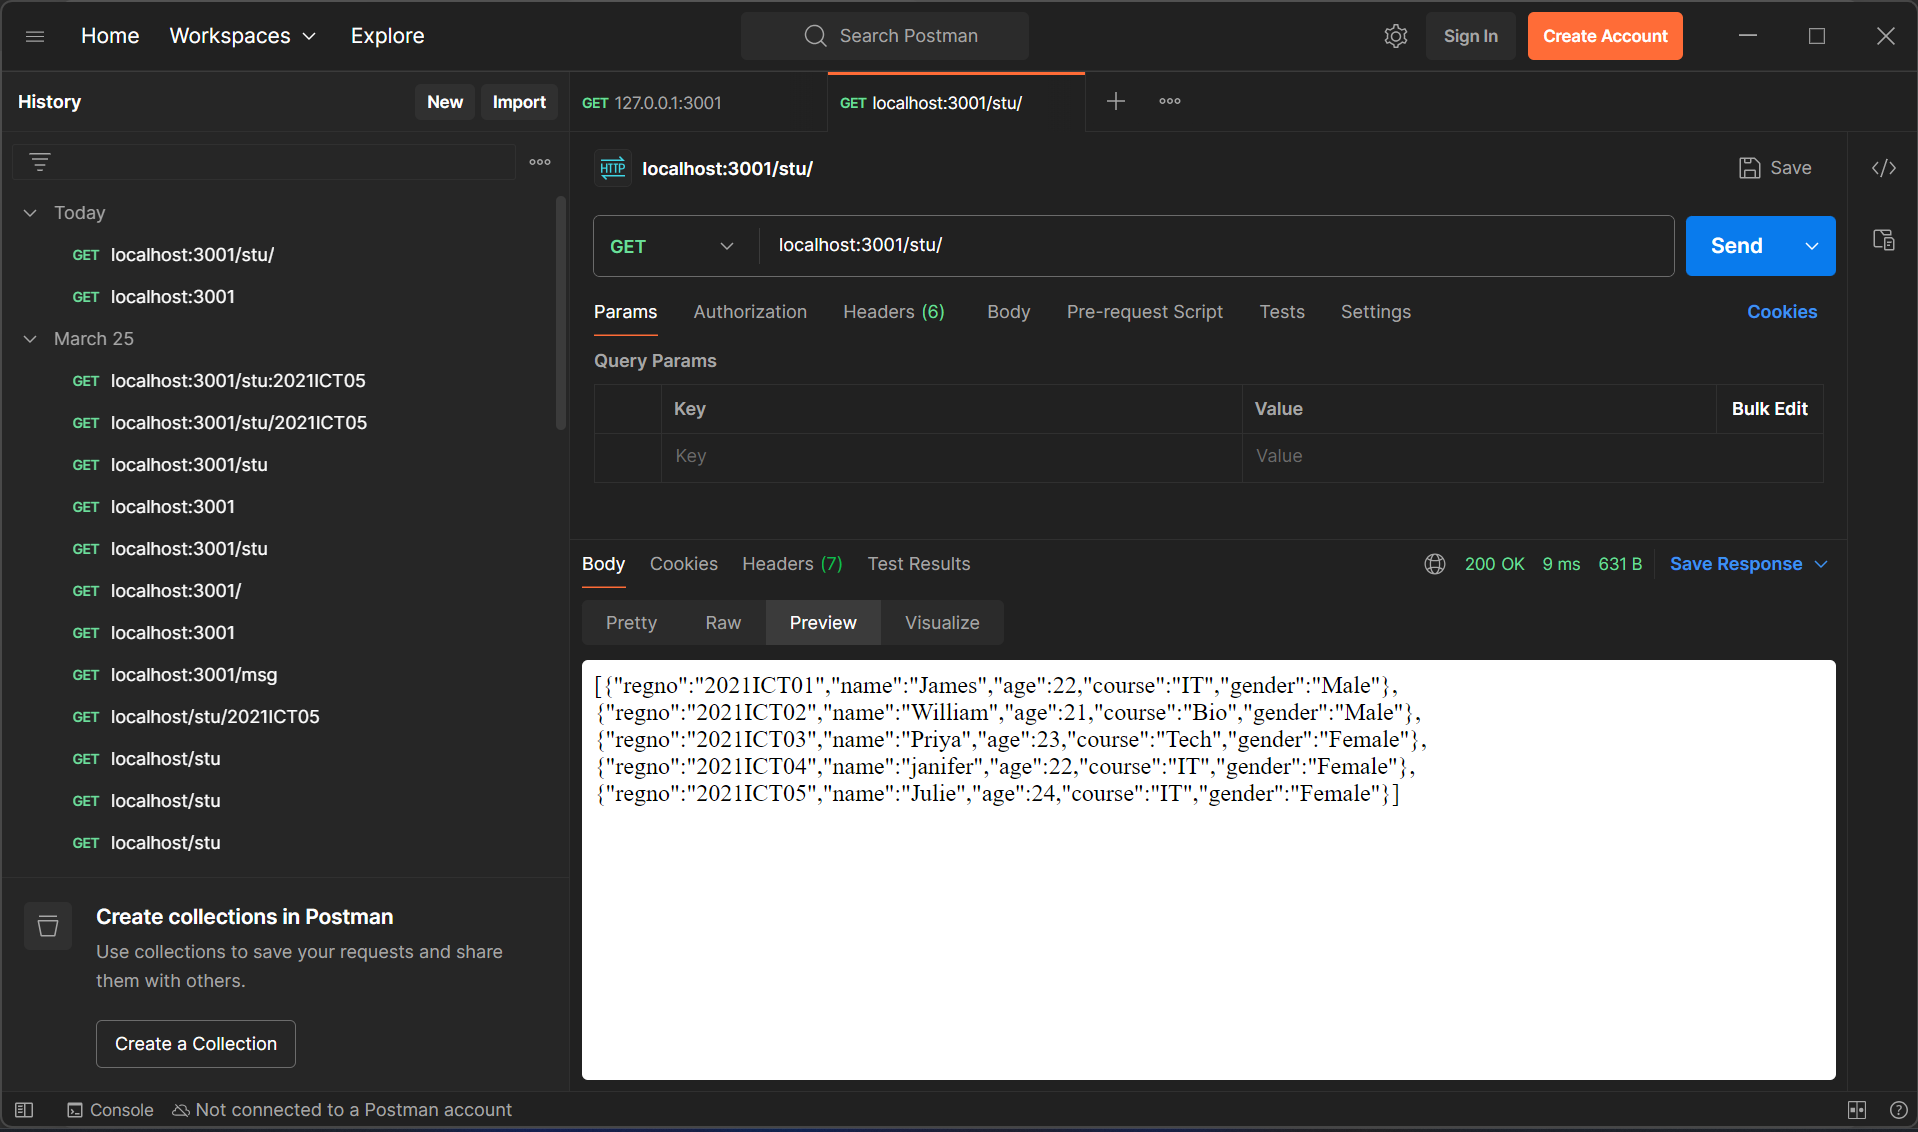 Home Workspaces Explore Search Postman Sign In Create Account
History New Import
Today
GET localhost:3001/stu/
GET localhost:3001
March 25
GET localhost:3001/stu:2021ICT05
GET localhost:3001/stu/2021ICT05
GET localhost:3001/stu
GET localhost:3001
GET localhost:3001/stu
GET localhost:3001/
GET localhost:3001
GET localhost:3001/msg
GET localhost/stu/2021ICT05
GET localhost/stu
GET localhost/stu
GET localhost/stu
Create collections in Postman
Use collections to save your requests and share
them with others.
Create a Collection
GET 127.0.0.1:3001 GET localhost:3001/stu/
HTTP localhost:3001/stu/ Save </>
GET localhost:3001/stu/ Send
Params Authorization Headers (6) Body Pre-request Script Tests Settings Cookies
Query Params
Key Value Bulk Edit
Key Value
Body Cookies Headers (7) Test Results 200 OK 9 ms 631 B Save Response
Pretty Raw Preview Visualize
[{"regno":"2021ICT01","name":"James","age":22,"course":"IT","gender":"Male"},
{"regno":"2021ICT02","name":"William","age":21,"course":"Bio","gender":"Male"},
{"regno":"2021ICT03","name":"Priya","age":23,"course":"Tech","gender":"Female"},
{"regno":"2021ICT04","name":"janifer","age":22,"course":"IT","gender":"Female"},
{"regno":"2021ICT05","name":"Julie","age":24,"course":"IT","gender":"Female"}]
Console Not connected to a Postman account